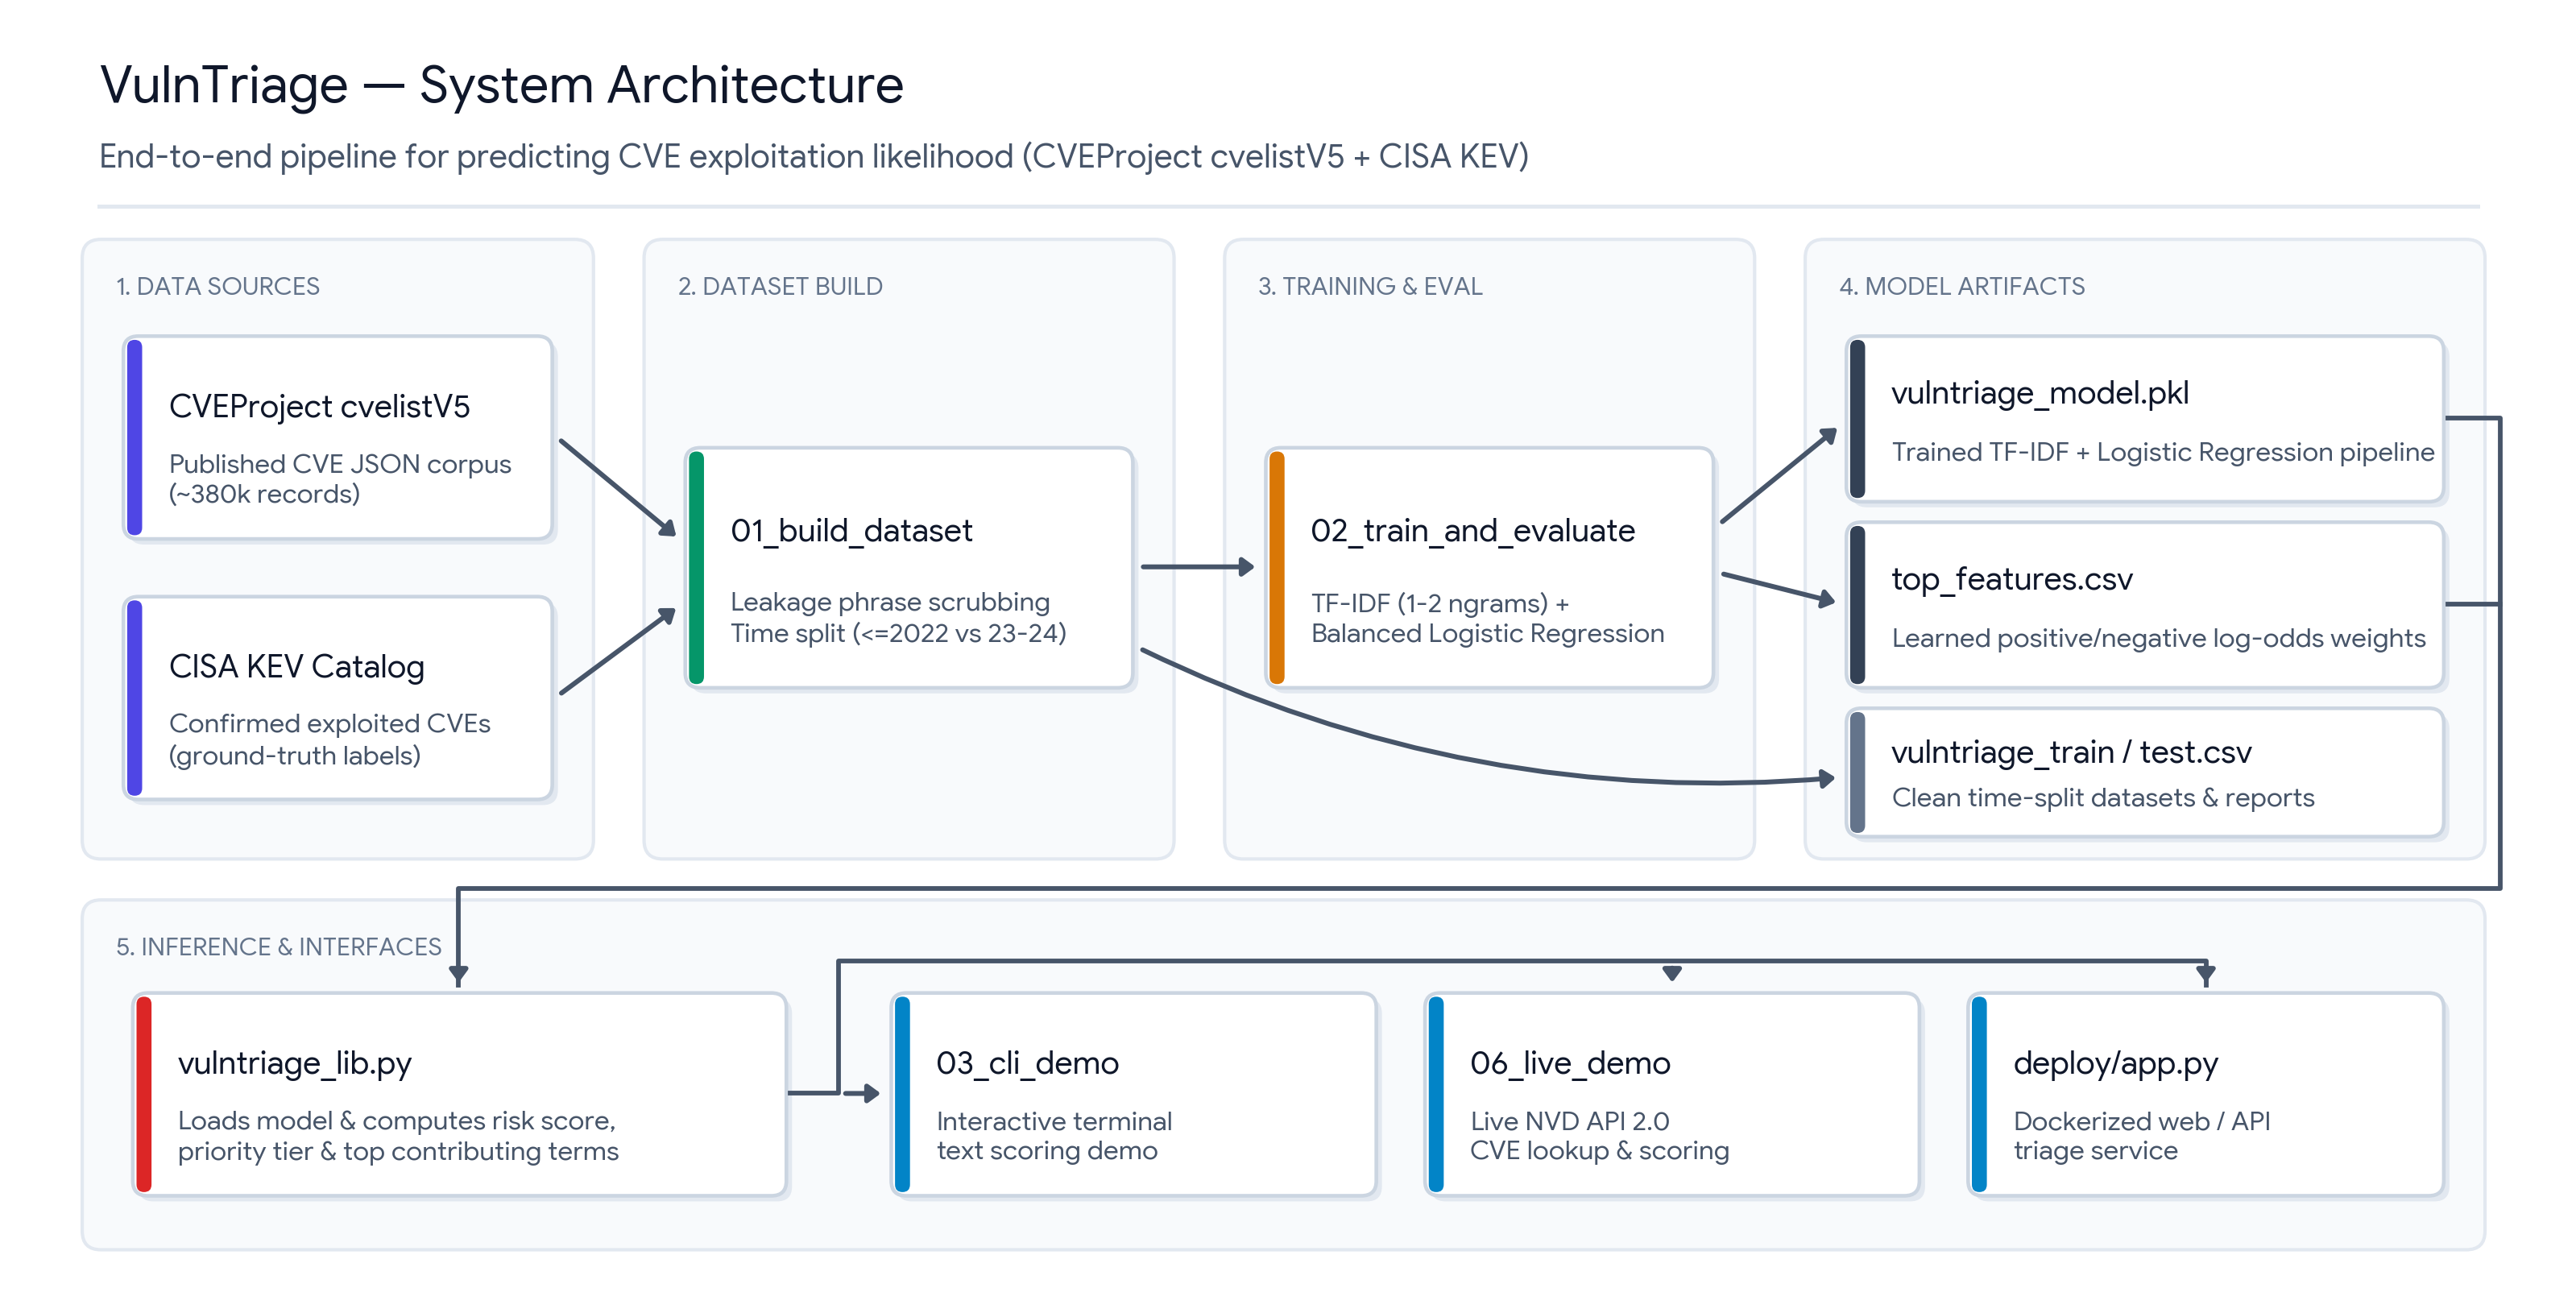 VulnTriage — System Architecture
End-to-end pipeline for predicting CVE exploitation likelihood (CVEProject cvelistV5 + CISA KEV)
1. DATA SOURCES
CVEProject cvelistV5
Published CVE JSON corpus
(~380k records)
CISA KEV Catalog
Confirmed exploited CVEs
(ground-truth labels)
2. DATASET BUILD
01_build_dataset
Leakage phrase scrubbing
Time split (<=2022 vs 23-24)
3. TRAINING & EVAL
02_train_and_evaluate
TF-IDF (1-2 ngrams) +
Balanced Logistic Regression
4. MODEL ARTIFACTS
vulntriage_model.pkl
Trained TF-IDF + Logistic Regression pipeline
top_features.csv
Learned positive/negative log-odds weights
vulntriage_train / test.csv
Clean time-split datasets & reports
5. INFERENCE & INTERFACES
vulntriage_lib.py
Loads model & computes risk score,
priority tier & top contributing terms
03_cli_demo
Interactive terminal
text scoring demo
06_live_demo
Live NVD API 2.0
CVE lookup & scoring
deploy/app.py
Dockerized web / API
triage service